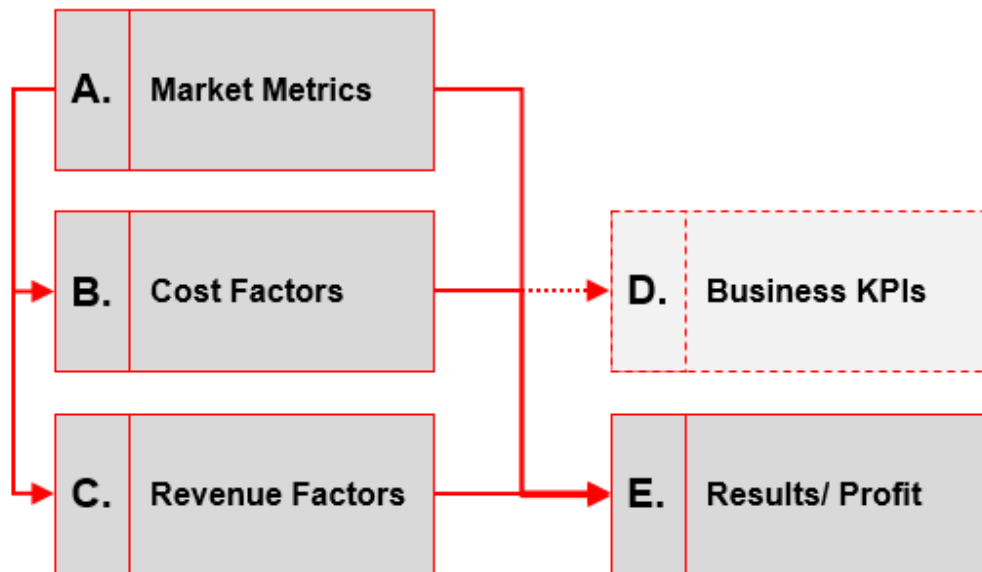 A. Market Metrics
B. Cost Factors
D. Business KPIs
C. Revenue Factors
E. Results/ Profit